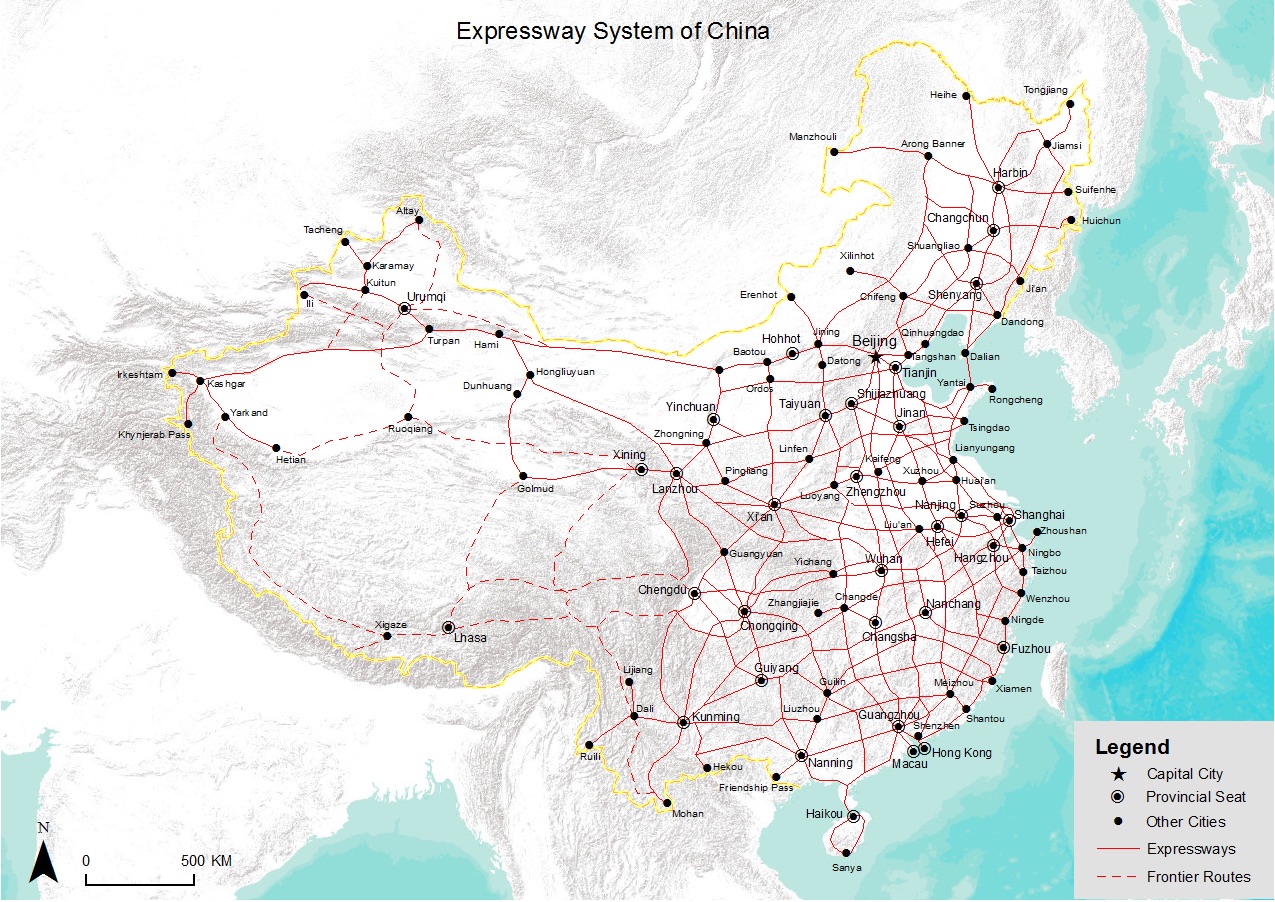 Expressway System of China
Heihe
Tongjiang
Manzhouli
Arong Banner
Jiamsi
Harbin
Suifenhe
Altay
Changchun
Huichun
Tacheng
Shuangliao
Xilinhot
Karamay
Kuitun
Ili
Urumqi
Erenhot
Chifeng
Shenyang
Ji'an
Dandong
Turpan
Hami
Hohhot
Jining
Beijing
Qinhuangdao
Baotou
Datong
Tangshan
Dalian
Irkeshtam
Kashgar
Hongliuyuan
Dunhuang
Ordos
Tianjin
Yantai
Rongcheng
Yarkand
Yinchuan
Taiyuan
Shijiazhuang
Jinan
Khynjerab Pass
Ruoqiang
Zhongning
Tsingdao
Hetian
Xining
Linfen
Kaifeng
Lianyungang
Golmud
Lanzhou
Pingliang
Luoyang
Zhengzhou
Xuzhou
Huai'an
Xi'an
Nanjing
Suzhou
Shanghai
Liu'an
Hefei
Zhoushan
Guangyuan
Yichang
Wuhan
Hangzhou
Ningbo
Taizhou
Chengdu
Zhangjiajie
Changde
Nanchang
Wenzhou
Xigaze
Lhasa
Chongqing
Changsha
Ningde
Fuzhou
Lijiang
Guiyang
Guilin
Meizhou
Xiamen
Dali
Kunming
Liuzhou
Guangzhou
Shenzhen
Shantou
Ruili
Hekou
Nanning
Macau
Hong Kong
Friendship Pass
Mohan
Haikou
Sanya
N
0
500 KM
Legend
Capital City
Provincial Seat
Other Cities
Expressways
Frontier Routes